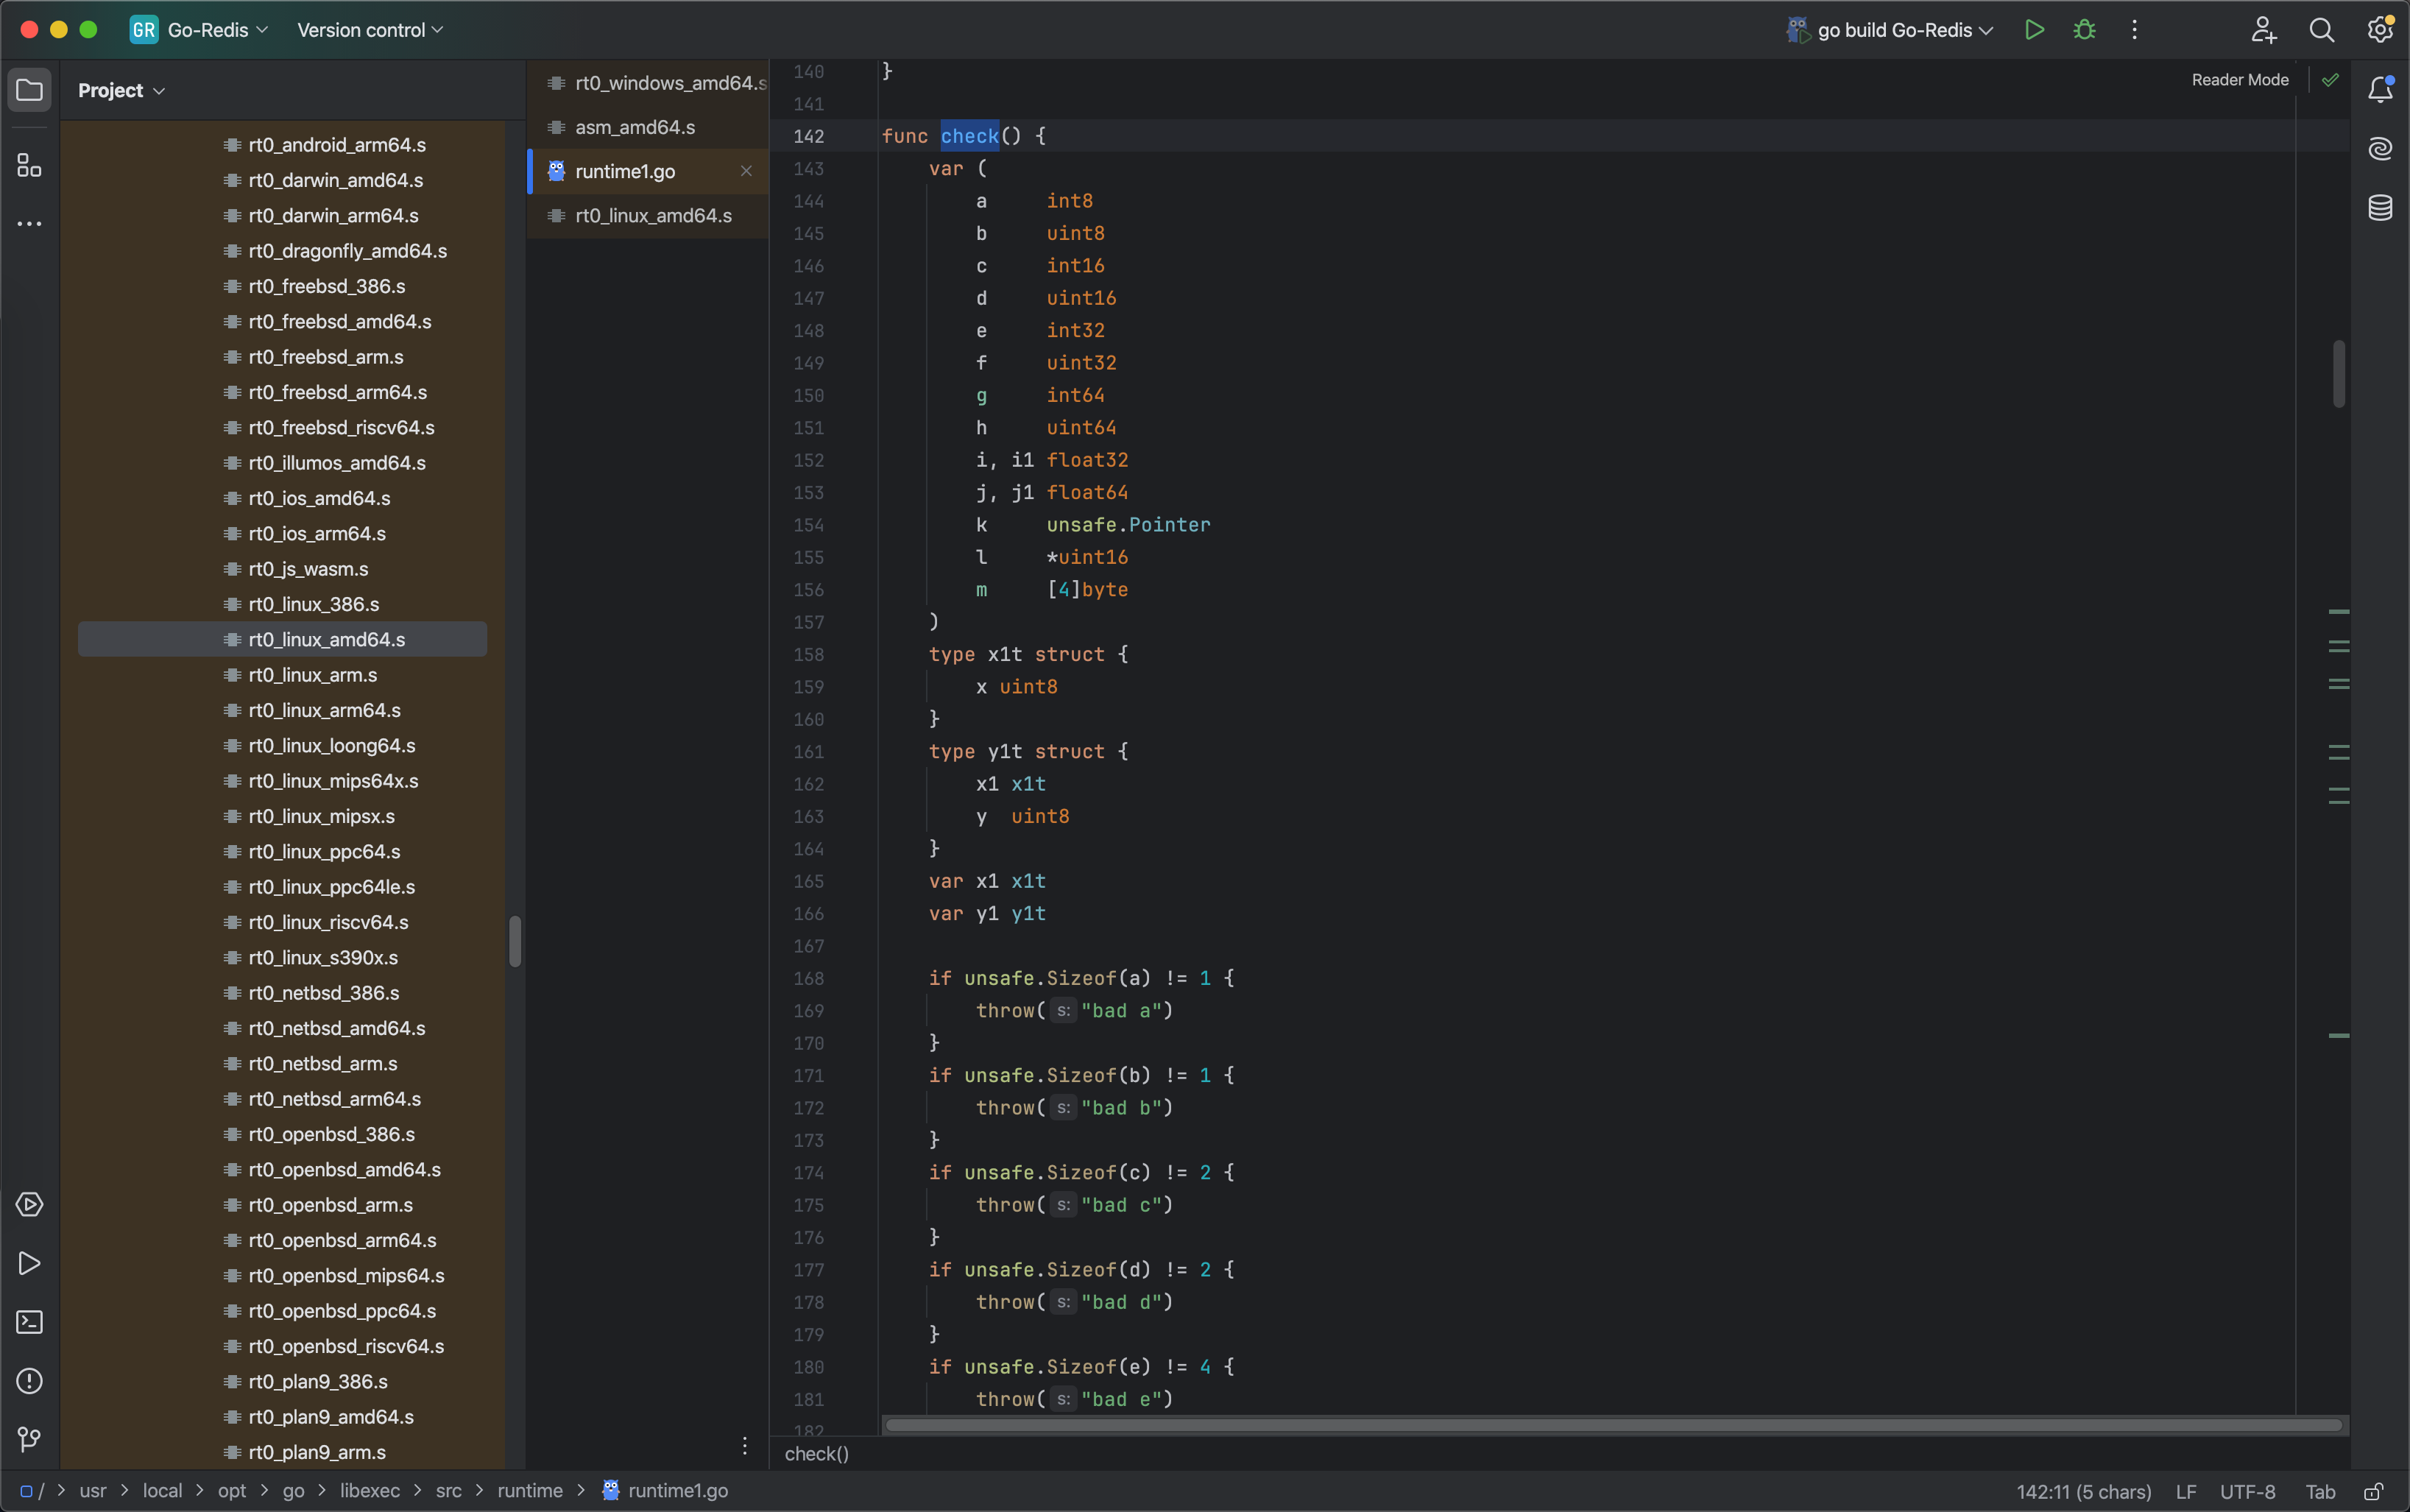 GR Go-Redis Version control go build Go-Redis
Project
rt0_android_arm64.s
rt0_darwin_amd64.s
rt0_darwin_arm64.s
rt0_dragonfly_amd64.s
rt0_freebsd_386.s
rt0_freebsd_amd64.s
rt0_freebsd_arm.s
rt0_freebsd_arm64.s
rt0_freebsd_riscv64.s
rt0_illumos_amd64.s
rt0_ios_amd64.s
rt0_ios_arm64.s
rt0_js_wasm.s
rt0_linux_386.s
rt0_linux_amd64.s
rt0_linux_arm.s
rt0_linux_arm64.s
rt0_linux_loong64.s
rt0_linux_mips64x.s
rt0_linux_mipsx.s
rt0_linux_ppc64.s
rt0_linux_ppc64le.s
rt0_linux_riscv64.s
rt0_linux_s390x.s
rt0_netbsd_386.s
rt0_netbsd_amd64.s
rt0_netbsd_arm.s
rt0_netbsd_arm64.s
rt0_openbsd_386.s
rt0_openbsd_amd64.s
rt0_openbsd_arm.s
rt0_openbsd_arm64.s
rt0_openbsd_mips64.s
rt0_openbsd_ppc64.s
rt0_openbsd_riscv64.s
rt0_plan9_386.s
rt0_plan9_amd64.s
rt0_plan9_arm.s
rt0_windows_amd64.s
asm_amd64.s
runtime1.go
rt0_linux_amd64.s
Reader Mode
140 }
141
142 func check() {
143 var (
144 a int8
145 b uint8
146 c int16
147 d uint16
148 e int32
149 f uint32
150 g int64
151 h uint64
152 i, i1 float32
153 j, j1 float64
154 k unsafe.Pointer
155 l *uint16
156 m [4]byte
157 )
158 type x1t struct {
159 x uint8
160 }
161 type y1t struct {
162 x1 x1t
163 y uint8
164 }
165 var x1 x1t
166 var y1 y1t
167
168 if unsafe.Sizeof(a) != 1 {
169 throw( s: "bad a")
170 }
171 if unsafe.Sizeof(b) != 1 {
172 throw( s: "bad b")
173 }
174 if unsafe.Sizeof(c) != 2 {
175 throw( s: "bad c")
176 }
177 if unsafe.Sizeof(d) != 2 {
178 throw( s: "bad d")
179 }
180 if unsafe.Sizeof(e) != 4 {
181 throw( s: "bad e")
182
check()
/ > usr > local > opt > go > libexec > src > runtime > runtime1.go
142:11 (5 chars) LF UTF-8 Tab